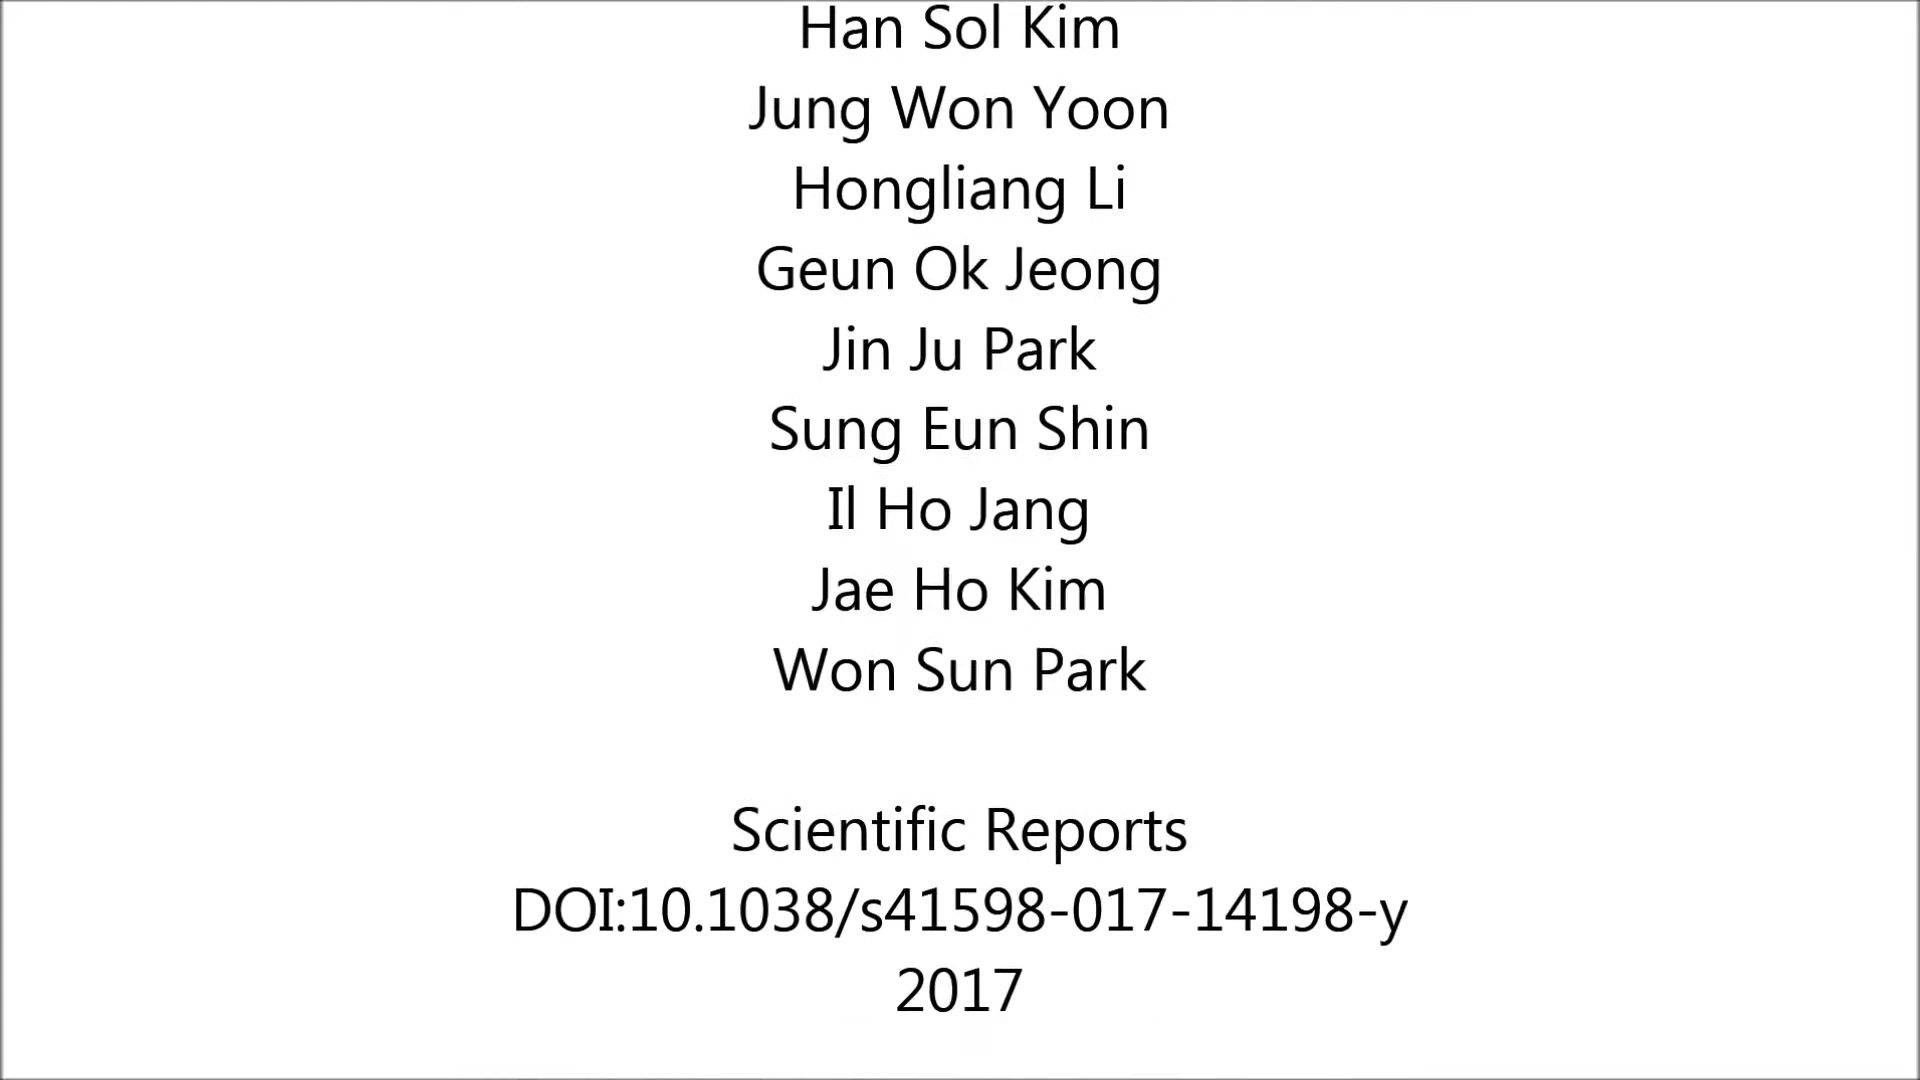 Han Sol Kim
Jung Won Yoon
Hongliang Li
Geun Ok Jeong
Jin Ju Park
Sung Eun Shin
Il Ho Jang
Jae Ho Kim
Won Sun Park
Scientific Reports
DOI:10.1038/s41598-017-14198-y
2017